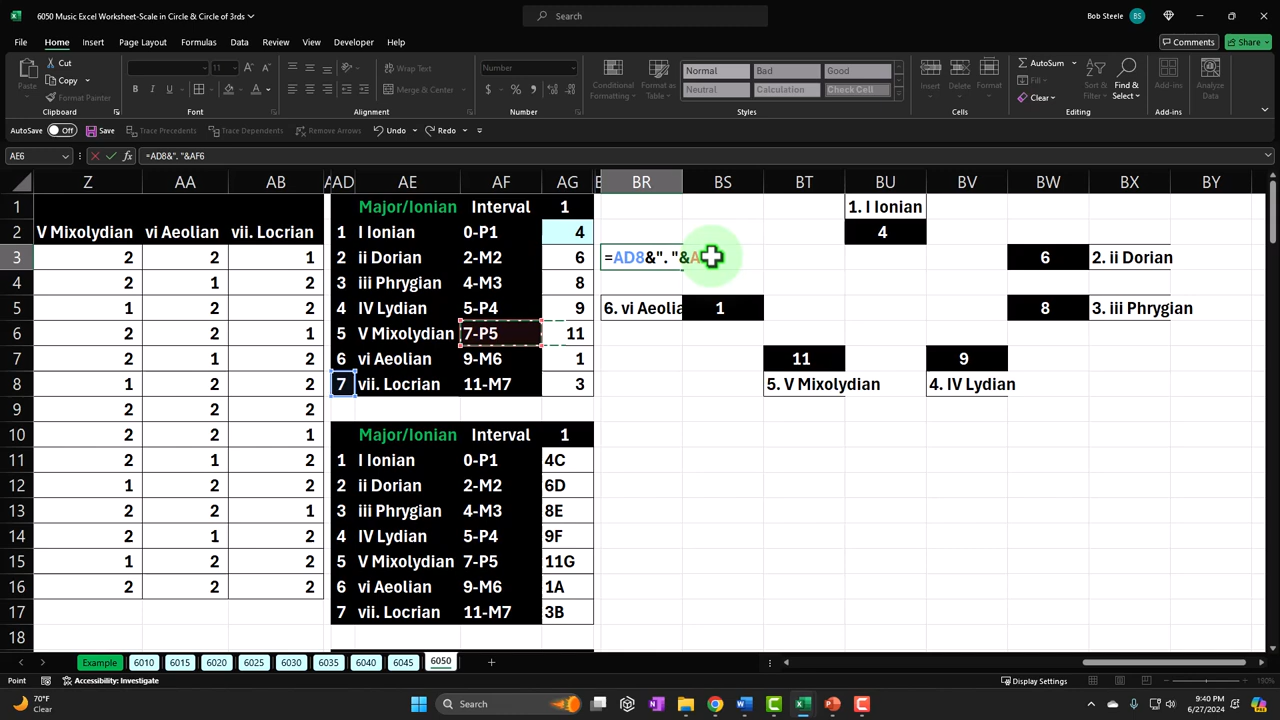 6050 Music Excel Worksheet-Scale in Circle & Circle of 3rds
Search
Bob Steele
BS
File Home Insert Page Layout Formulas Data Review View Developer Help
Comments
Share
Paste
Cut
Copy
Format Painter
Clipboard
11
Font
Wrap Text
Merge & Center
Alignment
Number
Number
Conditional Formatting
Format as Table
Normal Bad Good
Neutral Calculation Check Cell
Styles
Insert Delete Format
Cells
AutoSum
Fill
Clear
Sort & Filter
Find & Select
Editing
Add-ins
Add-ins
Analyze Data
AutoSave Off Save Trace Precedents Trace Dependents Remove Arrows Undo Redo
AE6 =AD8&". "&AF6
Z AA AB A AD AE AF AG BR BS BT BU BV BW BX BY
1 Major/Ionian Interval 1 1. I Ionian
2 V Mixolydian vi Aeolian vii. Locrian 1 I Ionian 0-P1 4 4
3 2 2 1 2 ii Dorian 2-M2 6 =AD8&". "&A 6 2. ii Dorian
4 2 1 2 3 iii Phrygian 4-M3 8
5 1 2 2 4 IV Lydian 5-P4 9 6. vi Aeolia 1 8 3. iii Phrygian
6 2 2 1 5 V Mixolydian 7-P5 11
7 2 1 2 6 vi Aeolian 9-M6 1 11 9
8 1 2 2 7 vii. Locrian 11-M7 3 5. V Mixolydian 4. IV Lydian
9 2 2 2
10 2 2 1 Major/Ionian Interval 1
11 2 1 2 1 I Ionian 0-P1 4C
12 1 2 2 2 ii Dorian 2-M2 6D
13 2 2 1 3 iii Phrygian 4-M3 8E
14 2 1 2 4 IV Lydian 5-P4 9F
15 1 2 2 5 V Mixolydian 7-P5 11G
16 2 2 2 6 vi Aeolian 9-M6 1A
17 7 vii. Locrian 11-M7 3B
18
Example 6010 6015 6020 6025 6030 6035 6040 6045 6050
Point Accessibility: Investigate Display Settings 190%
70°F
Clear
Search
9:40 PM
6/27/2024